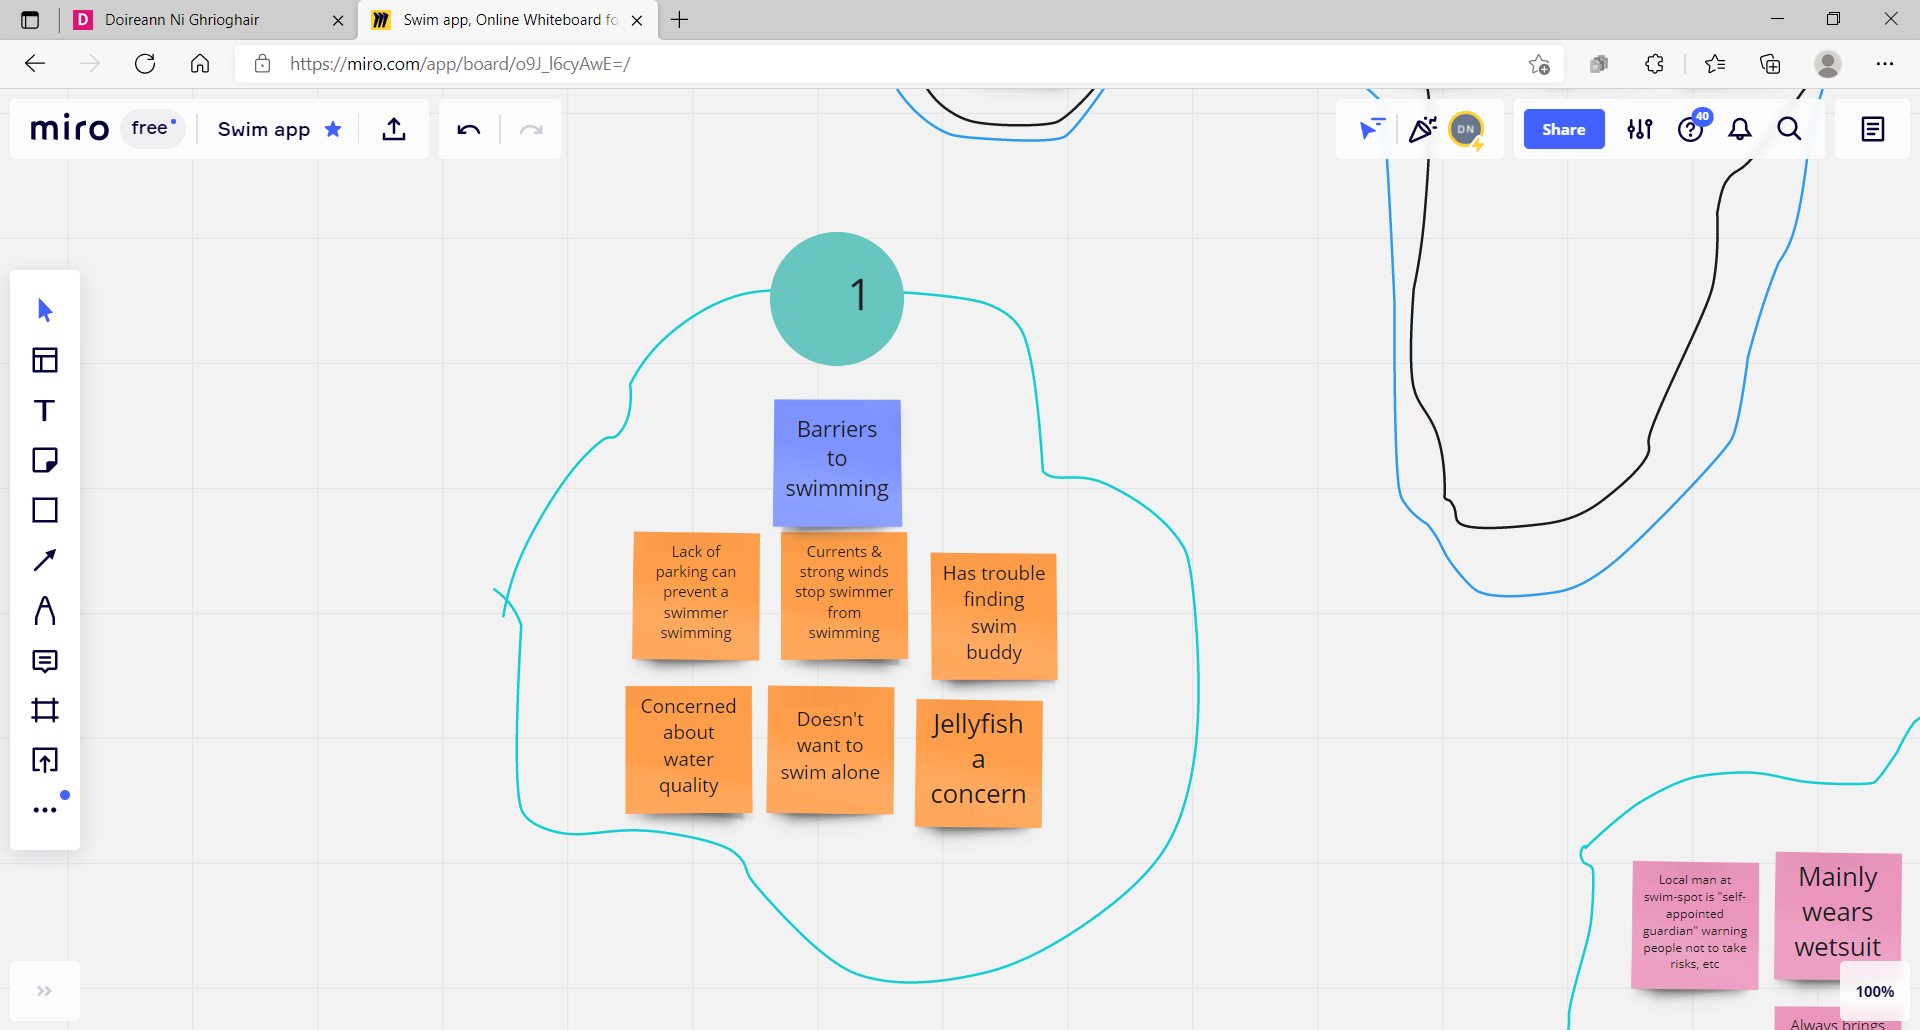 Doireann Ni Ghrioghair
Swim app, Online Whiteboard fo
https://miro.com/app/board/o9J_l6cyAwE=/
miro
free
Swim app
DN
Share
40
1
Barriers
to
swimming
Lack of
parking can
prevent a
swimmer
swimming
Currents &
strong winds
stop swimmer
from
swimming
Has trouble
finding
swim
buddy
Concerned
about
water
quality
Doesn't
want to
swim alone
Jellyfish
a
concern
Local man at
swim-spot is "self-
appointed
guardian" warning
people not to take
risks, etc
Mainly
wears
wetsuit
Always brings
100%